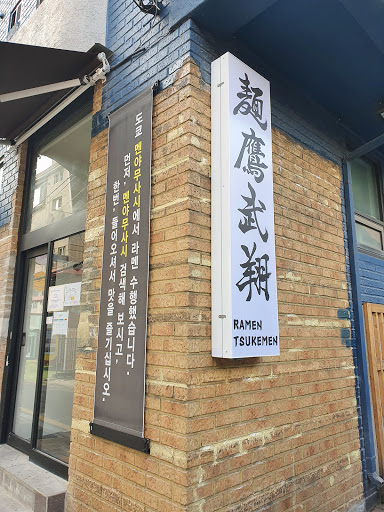 도쿄 멘야무사시에서 라멘 수행했습니다.
먼저, 멘야무사시 검색해 보시고,
한번, 들어오셔서 맛을 즐기십시오.
麺鷹武翔
RAMEN
TSUKEMEN